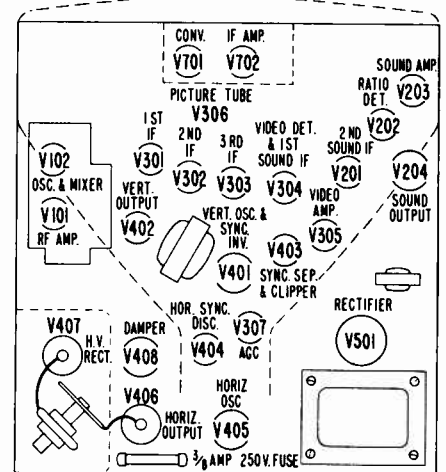 CONV.
V701
IF AMP.
V702
SOUND AMP.
V203
RATIO
DET.
V202
PICTURE TUBE
V306
1ST
IF
V301
2ND
IF
V302
3RD
IF
V303
VIDEO DET.
& 1ST
SOUND IF
V304
2ND
SOUND IF
V201
V204
SOUND
OUTPUT
V102
OSC. & MIXER
V101
RF AMP.
VERT.
OUTPUT
V402
VERT. OSC. &
SYNC.
INV.
V401
VIDEO
AMP.
V305
V403
SYNC. SEP.
& CLIPPER
HOR. SYNC.
DISC.
V404
V307
AGC
RECTIFIER
V501
V407
H.V.
RECT.
DAMPER
V408
V406
HORIZ.
OUTPUT
HORIZ
OSC
V405
3/8 AMP 250V. FUSE